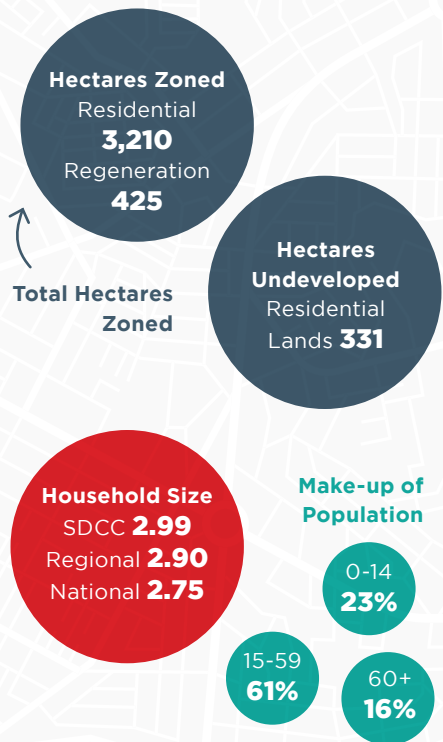 Hectares Zoned
Residential
3,210
Regeneration
425
Total Hectares
Zoned
Hectares
Undeveloped
Residential
Lands 331
Household Size
SDCC 2.99
Regional 2.90
National 2.75
Make-up of
Population
0-14
23%
15-59
61%
60+
16%